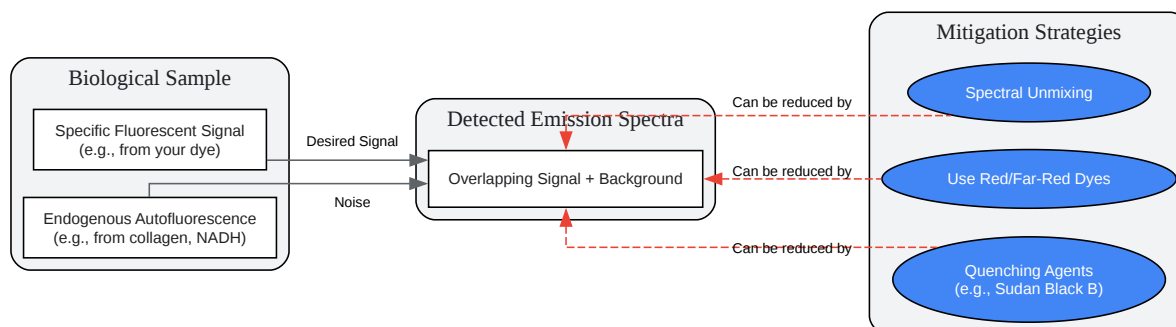 Biological Sample
Specific Fluorescent Signal
(e.g., from your dye)
Endogenous Autofluorescence
(e.g., from collagen, NADH)
Desired Signal
Noise
Detected Emission Spectra
Overlapping Signal + Background
Can be reduced by
Can be reduced by
Can be reduced by
Mitigation Strategies
Spectral Unmixing
Use Red/Far-Red Dyes
Quenching Agents
(e.g., Sudan Black B)